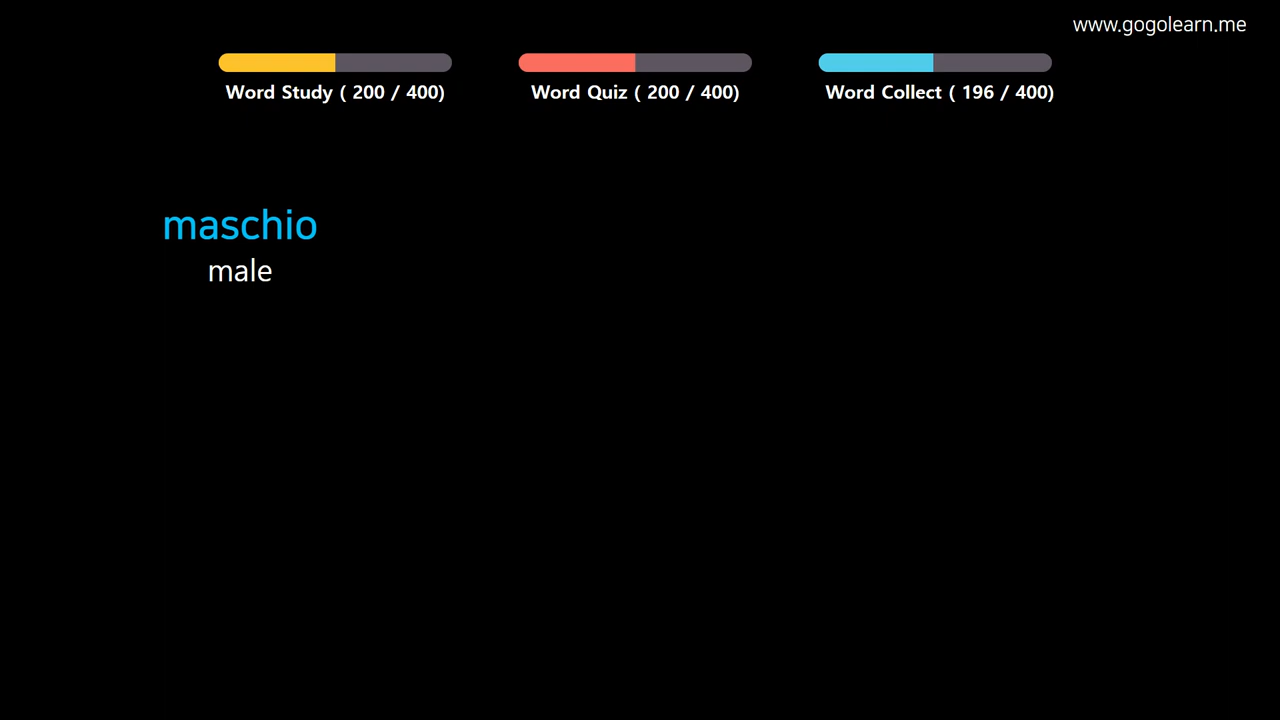 www.gogolearn.me
Word Study ( 200 / 400)
Word Quiz ( 200 / 400)
Word Collect ( 196 / 400)
maschio
male